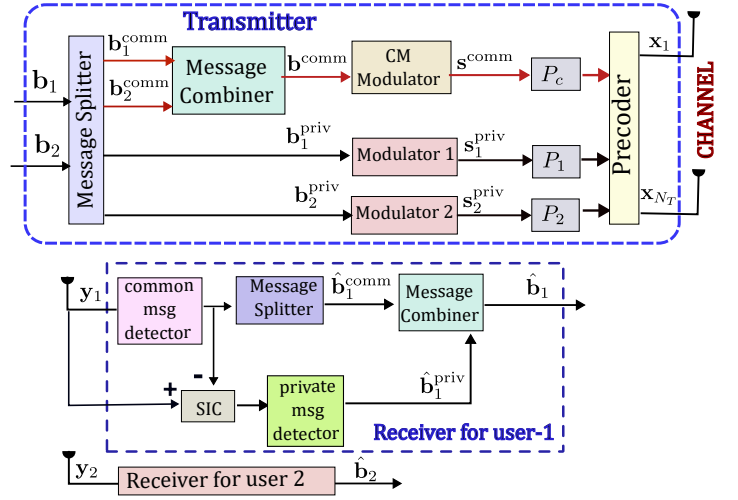 Transmitter
b₁
b₂
Message Splitter
b₁^comm
b₂^comm
Message
Combiner
b^comm
CM
Modulator
s^comm
P_c
b₁^priv
Modulator 1
s₁^priv
P₁
b₂^priv
Modulator 2
s₂^priv
P₂
Precoder
x₁
x_{N_T}
CHANNEL
y₁
common
msg
detector
Message
Splitter
b̂₁^comm
Message
Combiner
b̂₁
+
-
SIC
private
msg
detector
b̂₁^priv
Receiver for user-1
y₂
Receiver for user 2
b̂₂